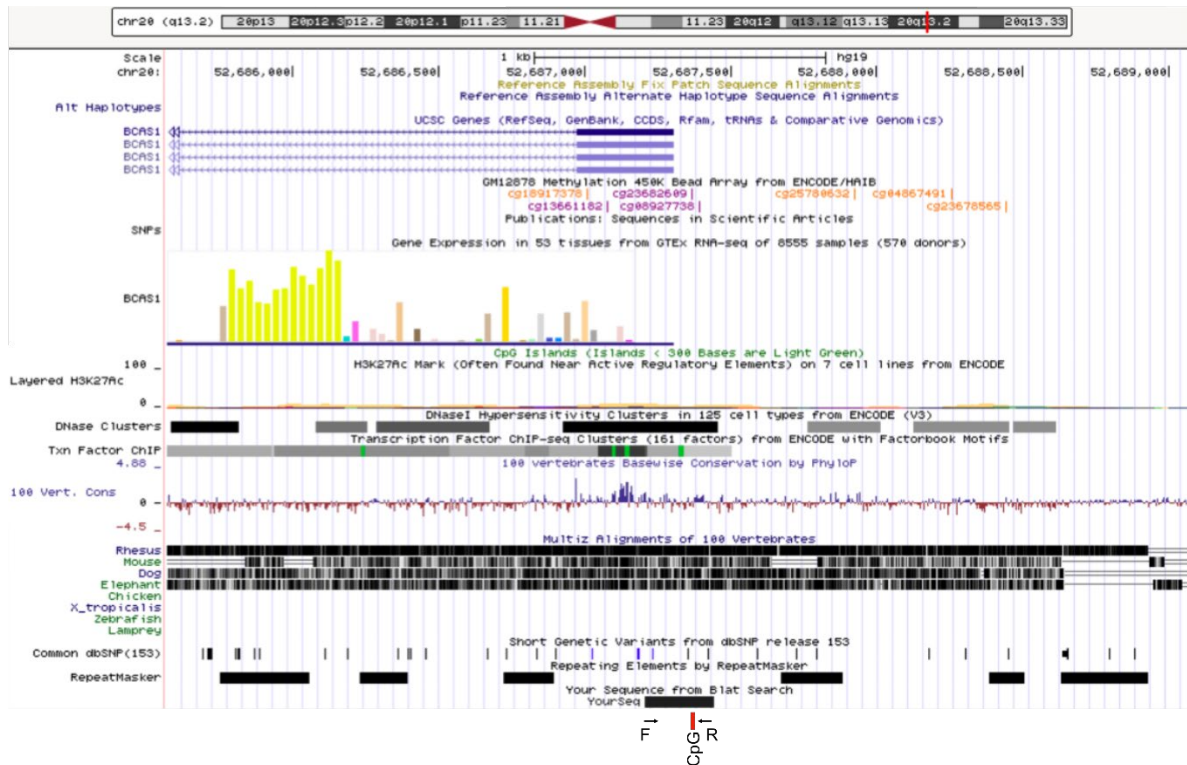 chr20 (q13.2) 20p13 20p12.3 p12.2 20p12.1 p11.23 11.21 11.23 20q12 q13.12 q13.13 20q13.2 20q13.33
Scale 1 kb hg19
chr20: 52,686,000 52,686,500 52,687,000 52,687,500 52,688,000 52,688,500 52,689,000
Reference Assembly Fix Patch Sequence Alignments
Reference Assembly Alternate Haplotype Sequence Alignments
Alt Haplotypes
UCSC Genes (RefSeq, GenBank, CCDS, Rfam, tRNAs & Comparative Genomics)
BCAS1
BCAS1
BCAS1
BCAS1
GM12878 Methylation 450K Bead Array from ENCODE/HAIB
cg18917378 cg23682609 cg25780632 cg04867491
cg13661182 cg08927738 cg23678565
Publications: Sequences in Scientific Articles
SNPs
Gene Expression in 53 tissues from GTEx RNA-seq of 8555 samples (570 donors)
BCAS1
CpG Islands (Islands < 300 Bases are Light Green)
100 _ H3K27Ac Mark (Often Found Near Active Regulatory Elements) on 7 cell lines from ENCODE
Layered H3K27Ac
0 _
DNaseI Hypersensitivity Clusters in 125 cell types from ENCODE (V3)
DNase Clusters
Transcription Factor ChIP-seq Clusters (161 factors) from ENCODE with Factorbook Motifs
Txn Factor ChIP
4.88 _ 100 vertebrates Basewise Conservation by PhyloP
100 Vert. Cons
0 -
-4.5 _
Multiz Alignments of 100 Vertebrates
Rhesus
Mouse
Dog
Elephant
Chicken
X_tropicalis
Zebrafish
Lamprey
Short Genetic Variants from dbSNP release 153
Common dbSNP(153)
Repeating Elements by RepeatMasker
RepeatMasker
Your Sequence from Blat Search
YourSeq
F R
CpG